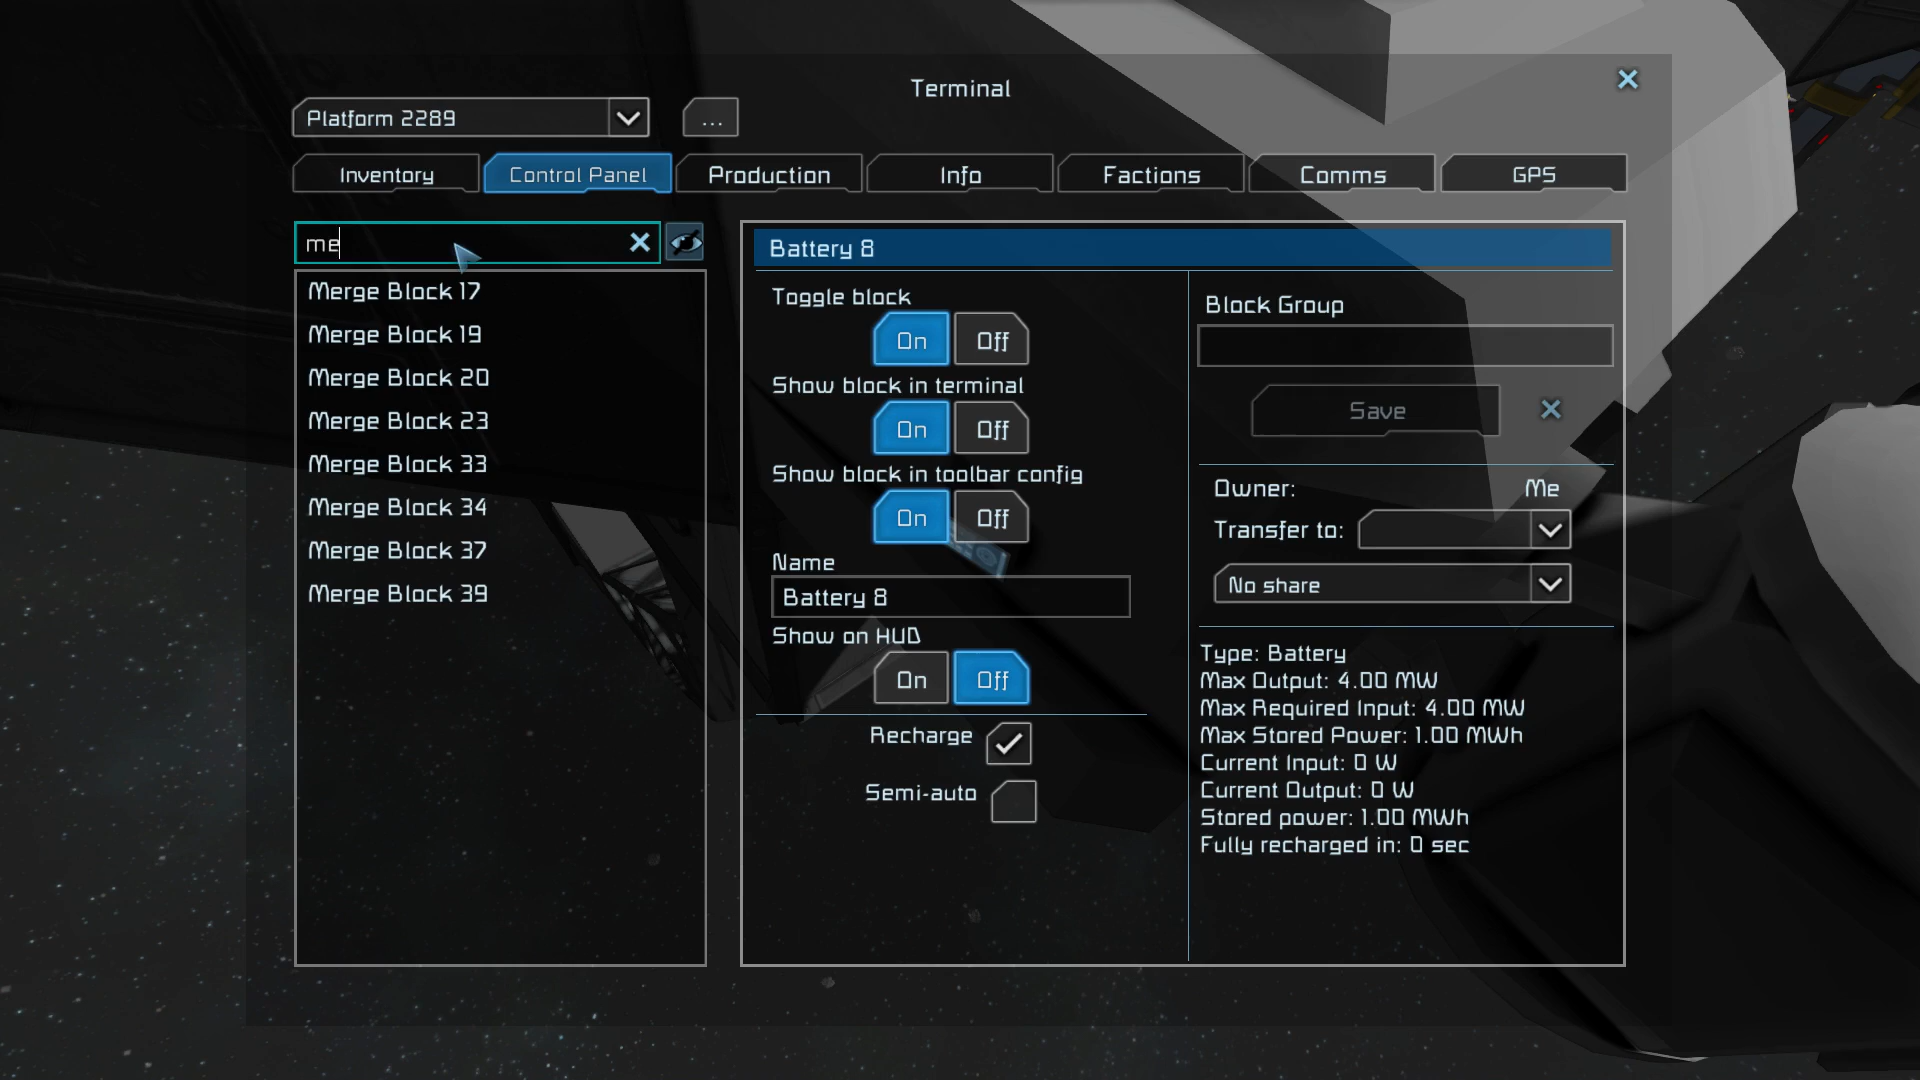 Terminal
Platform 2289
...
Inventory
Control Panel
Production
Info
Factions
Comms
GPS
me
Merge Block 17
Merge Block 19
Merge Block 20
Merge Block 23
Merge Block 33
Merge Block 34
Merge Block 37
Merge Block 39
Battery 8
Toggle block
On Off
Show block in terminal
On Off
Show block in toolbar config
On Off
Name
Battery 8
Show on HUD
On Off
Recharge
Semi-auto
Block Group
Save
Owner: Me
Transfer to:
No share
Type: Battery
Max Output: 4.00 MW
Max Required Input: 4.00 MW
Max Stored Power: 1.00 MWh
Current Input: 0 W
Current Output: 0 W
Stored power: 1.00 MWh
Fully recharged in: 0 sec